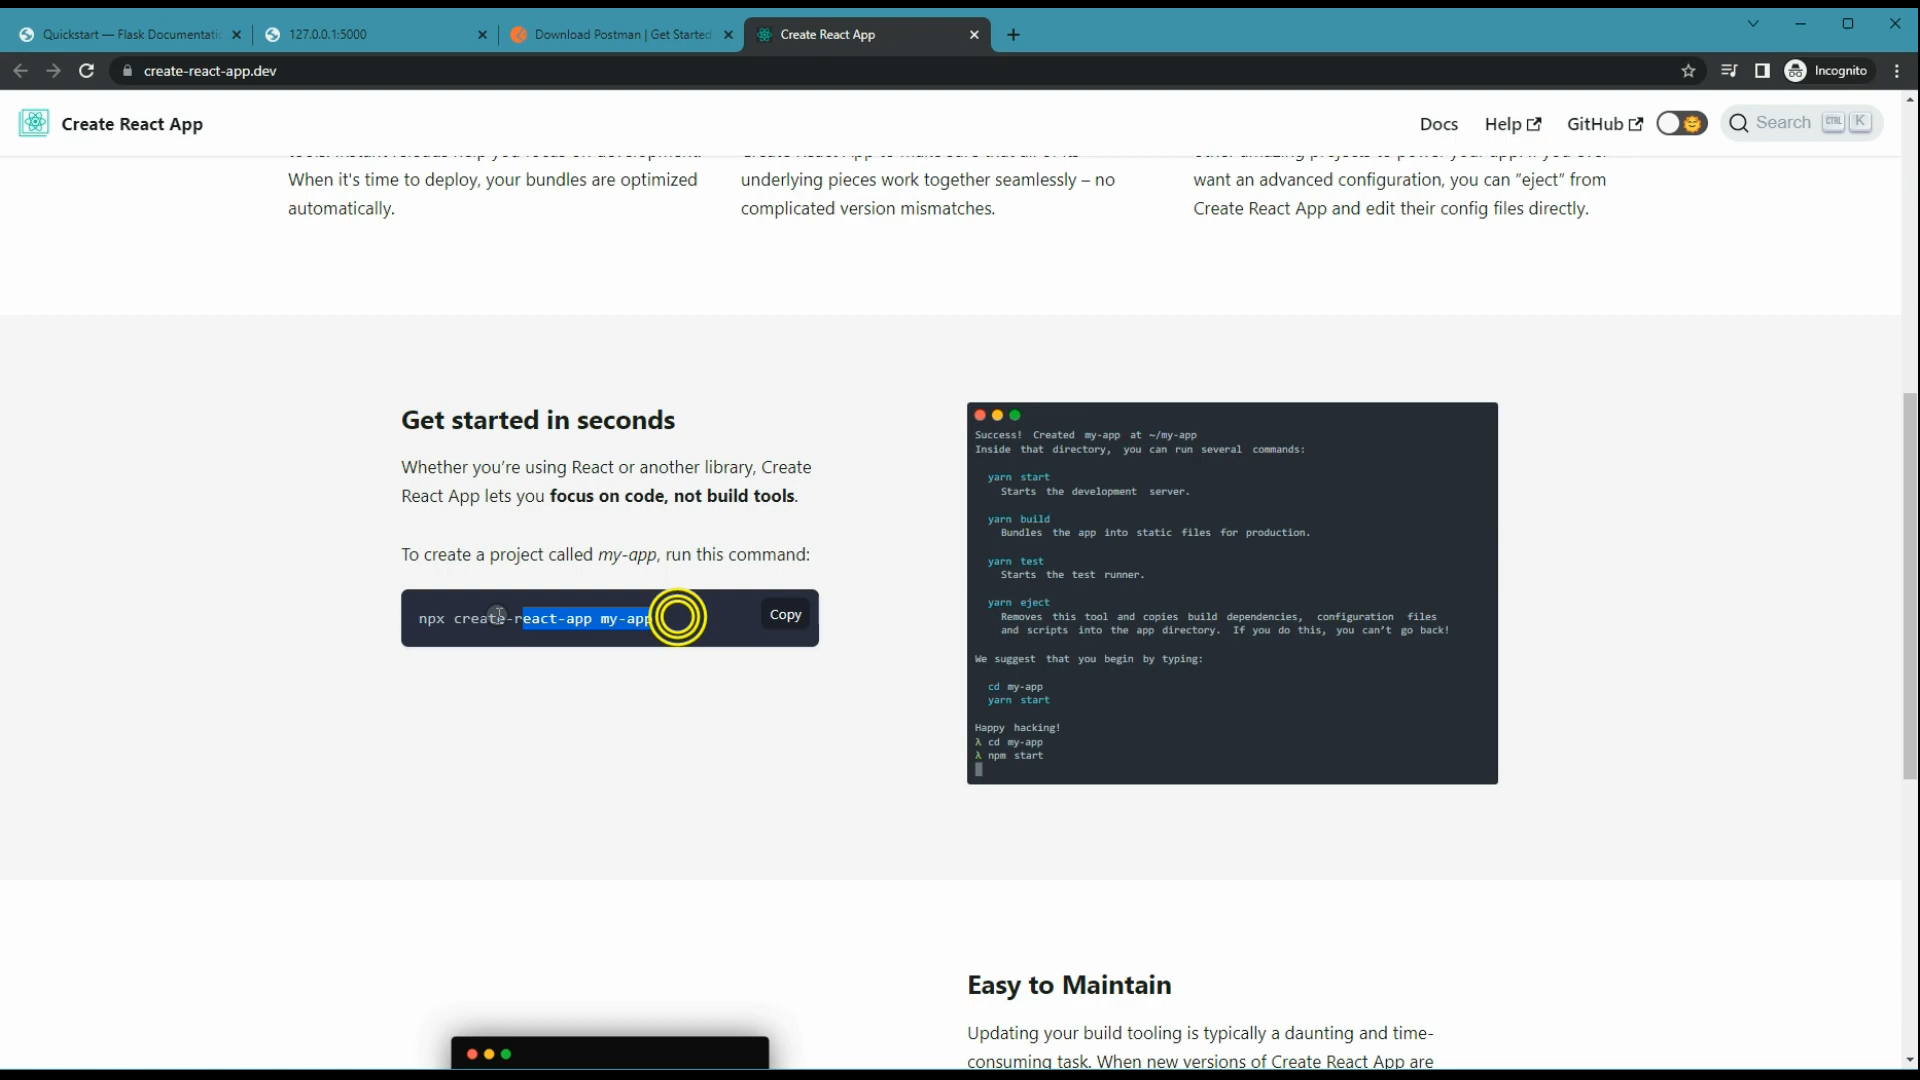 Quickstart — Flask Documentati
127.0.0.1:5000
Download Postman | Get Started
Create React App
create-react-app.dev
Incognito
Create React App
Docs
Help
GitHub
Search
CTRL
K
When it's time to deploy, your bundles are optimized
automatically.
underlying pieces work together seamlessly – no
complicated version mismatches.
want an advanced configuration, you can "eject" from
Create React App and edit their config files directly.
Get started in seconds
Whether you're using React or another library, Create
React App lets you focus on code, not build tools.
To create a project called my-app, run this command:
npx create-react-app my-app
Copy
Success! Created my-app at ~/my-app
Inside that directory, you can run several commands:
yarn start
Starts the development server.
yarn build
Bundles the app into static files for production.
yarn test
Starts the test runner.
yarn eject
Removes this tool and copies build dependencies, configuration files
and scripts into the app directory. If you do this, you can't go back!
We suggest that you begin by typing:
cd my-app
yarn start
Happy hacking!
λ cd my-app
λ npm start
Easy to Maintain
Updating your build tooling is typically a daunting and time-
consuming task. When new versions of Create React App are